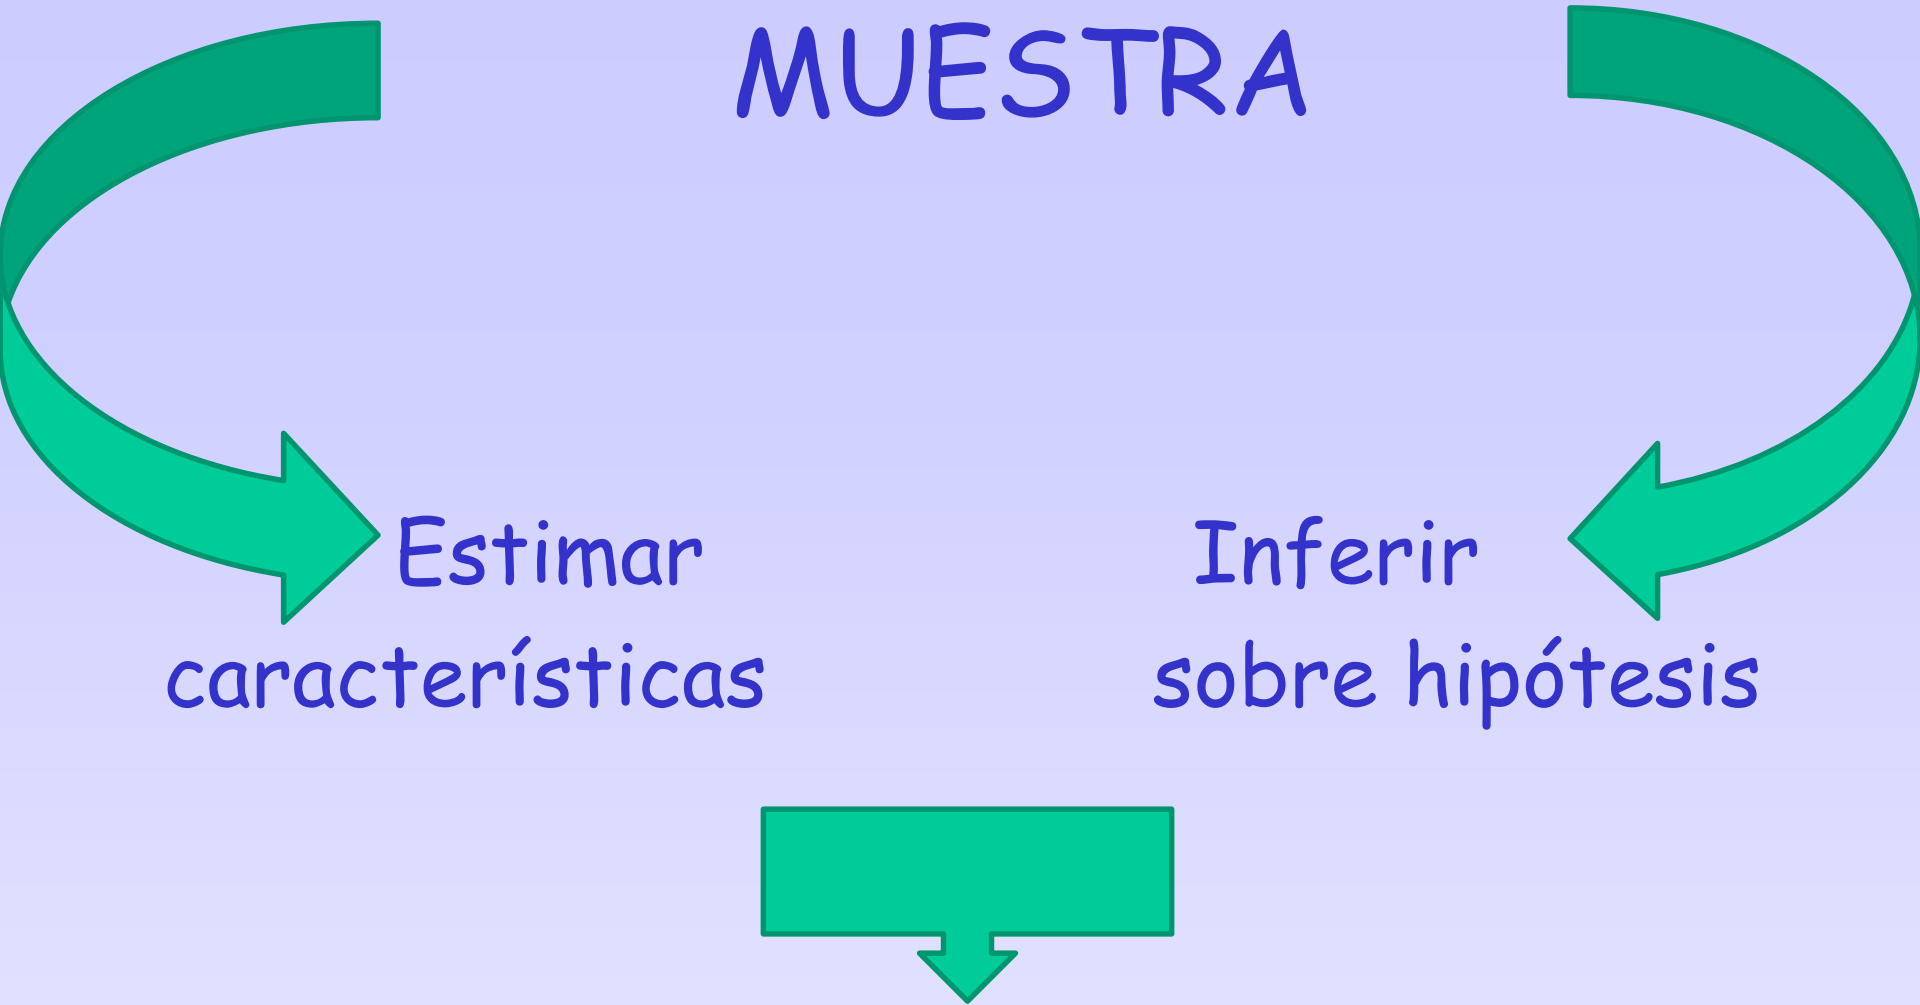 MUESTRA
Estimar
características
Inferir
sobre hipótesis